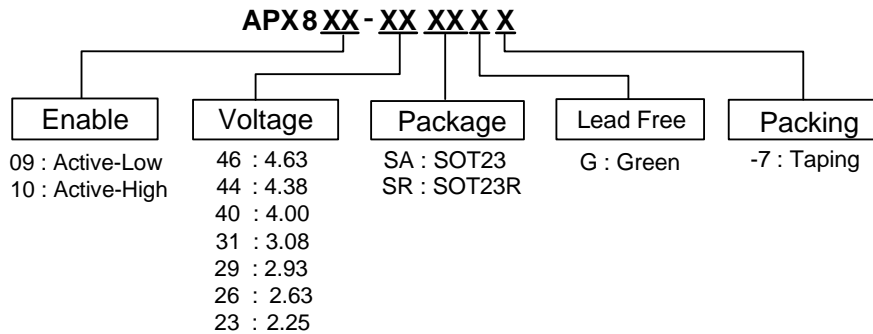 APX8 XX - XX XX X X
Enable
09 : Active-Low
10 : Active-High
Voltage
46 : 4.63
44 : 4.38
40 : 4.00
31 : 3.08
29 : 2.93
26 : 2.63
23 : 2.25
Package
SA : SOT23
SR : SOT23R
Lead Free
G : Green
Packing
-7 : Taping